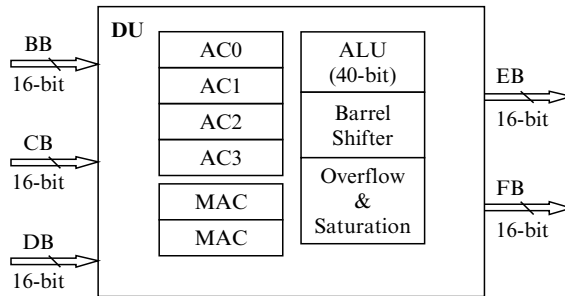 DU
BB
16-bit
CB
16-bit
DB
16-bit
AC0
AC1
AC2
AC3
MAC
MAC
ALU
(40-bit)
Barrel
Shifter
Overflow
&
Saturation
EB
16-bit
FB
16-bit